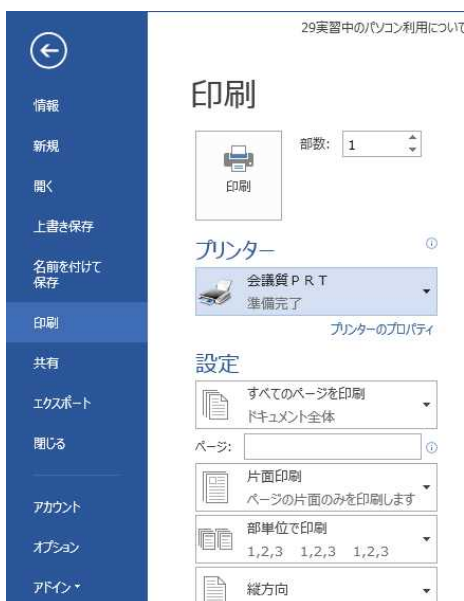 29実習中のパソコン利用について
情報
新規
開く
上書き保存
名前を付けて
保存
印刷
共有
エクスポート
閉じる
アカウント
オプション
アドイン
印刷
印刷
部数: 1
プリンター
会議質ＰＲＴ
準備完了
プリンターのプロパティ
設定
すべてのページを印刷
ドキュメント全体
ページ:
片面印刷
ページの片面のみを印刷します
部単位で印刷
1,2,3 1,2,3 1,2,3
縦方向